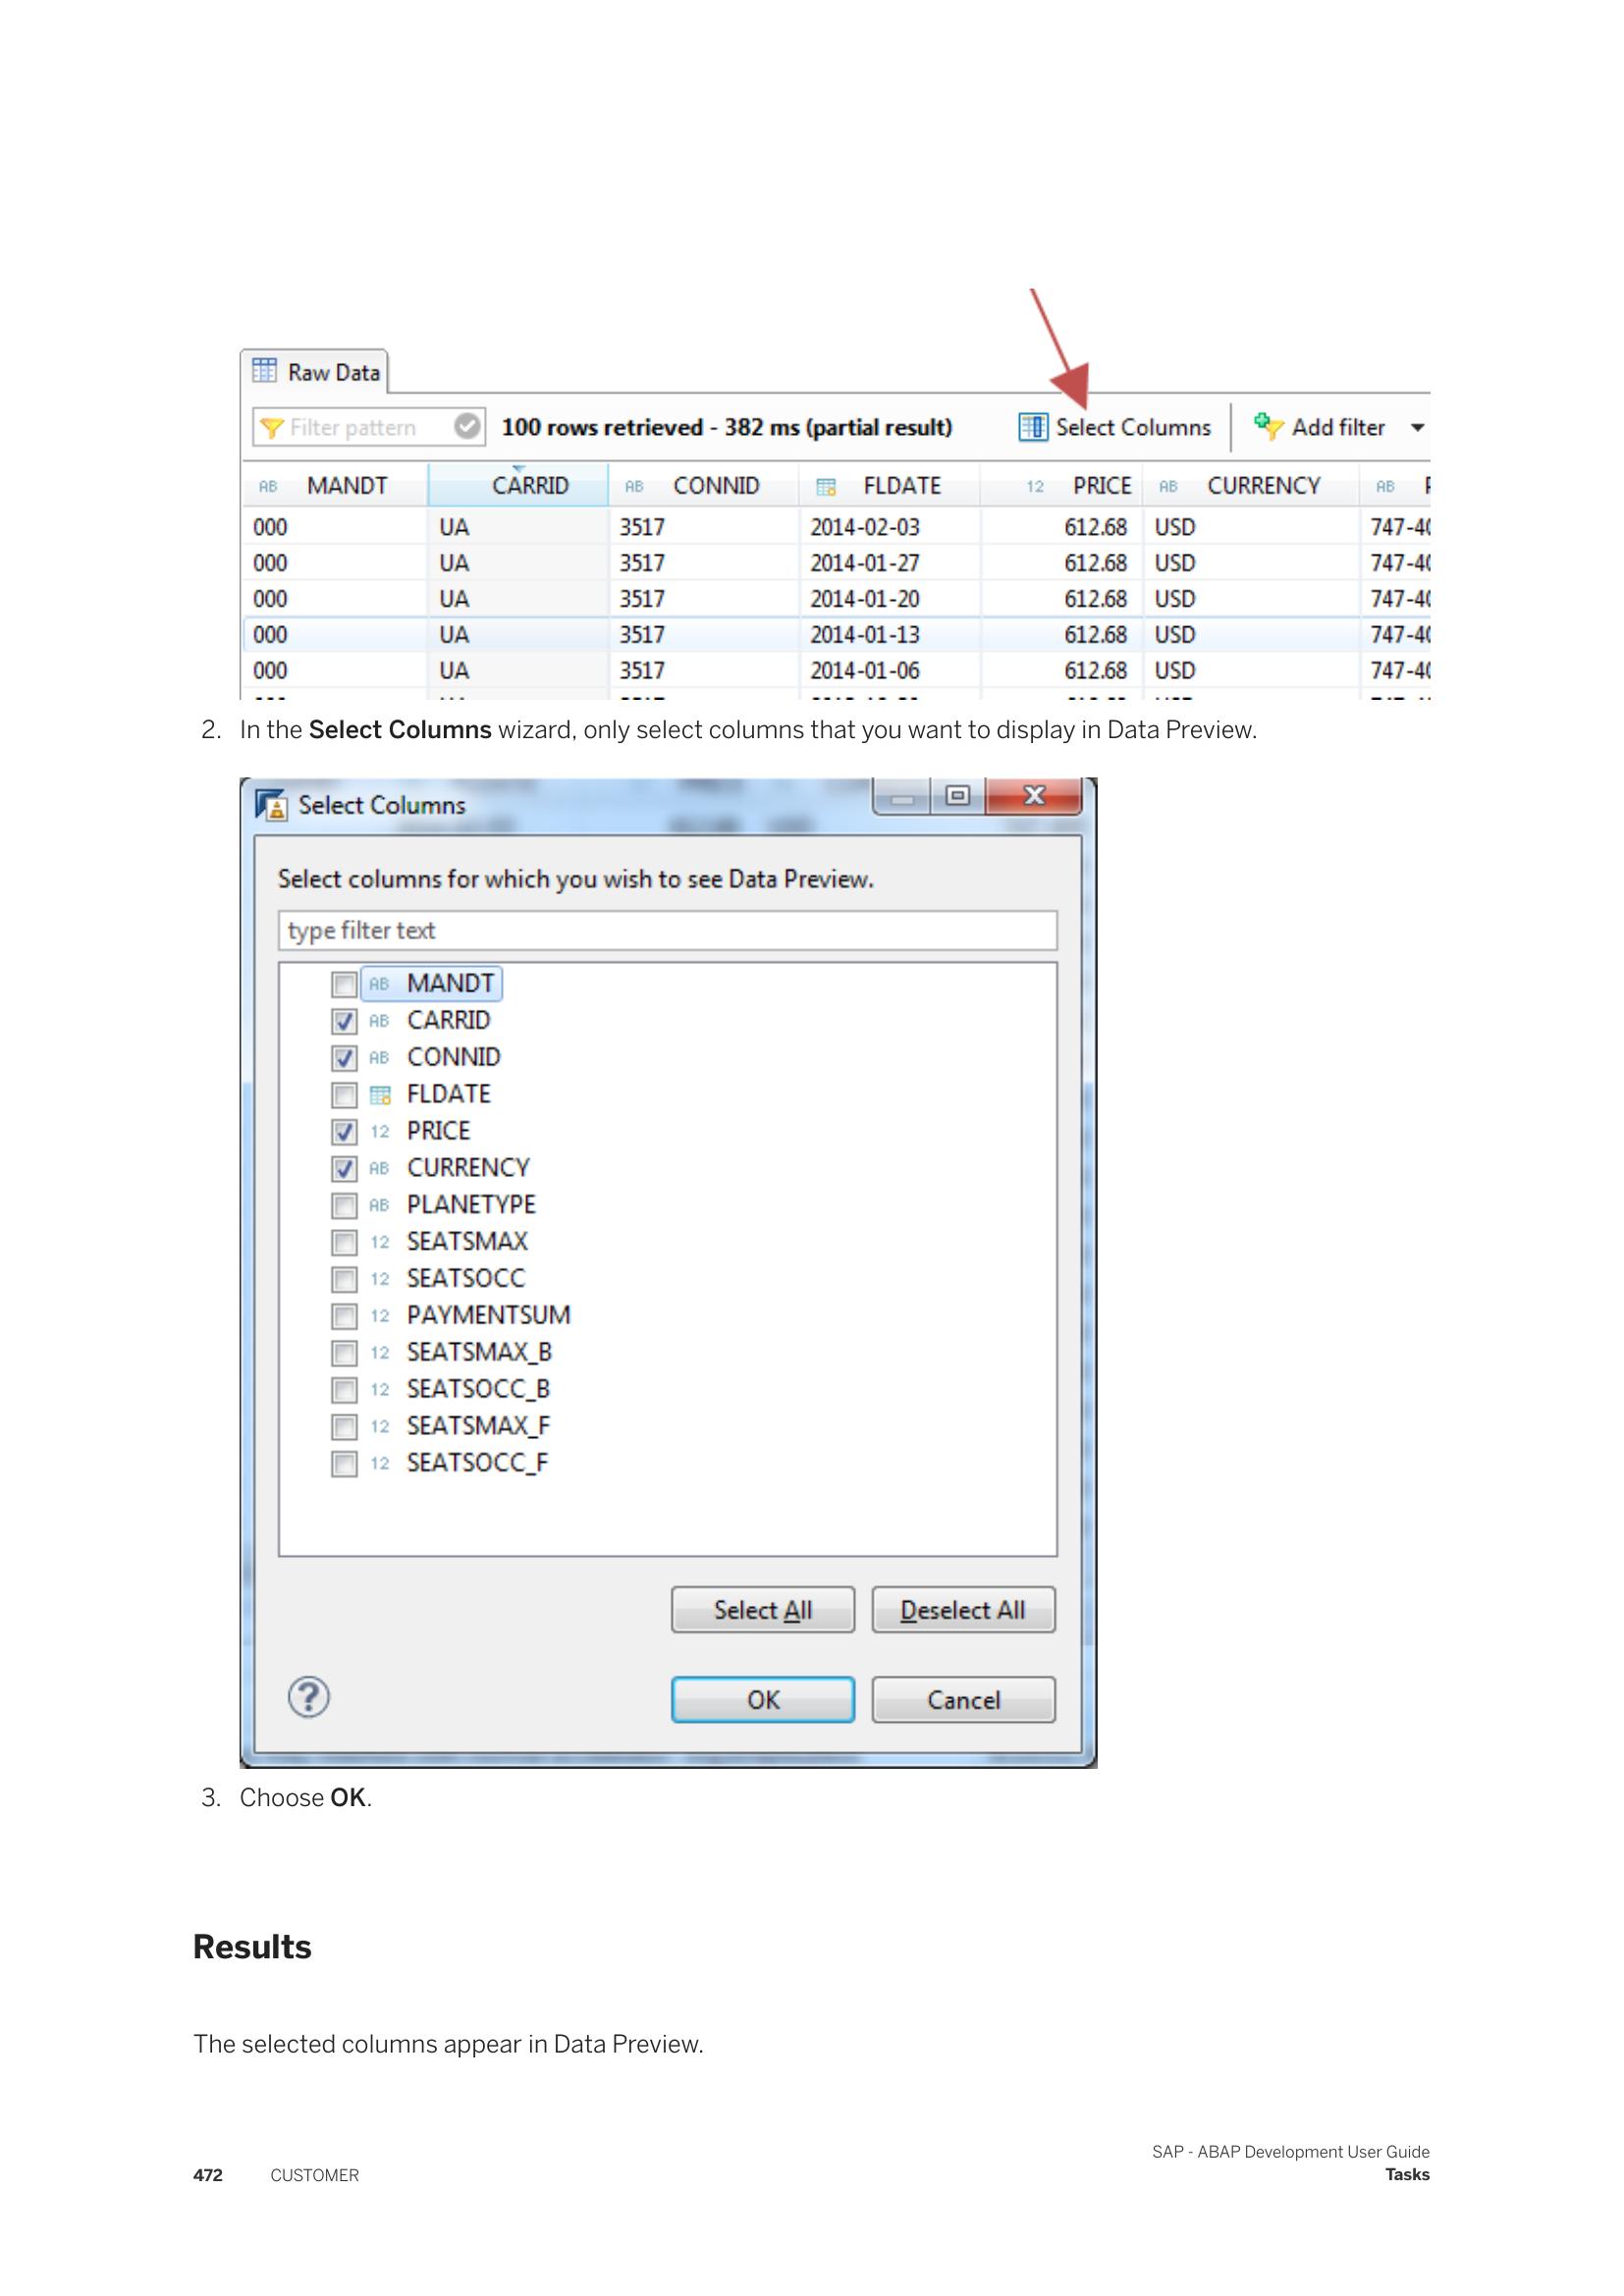 Raw Data
Filter pattern 100 rows retrieved - 382 ms (partial result) Select Columns Add filter
AB MANDT CARRID AB CONNID FLDATE 12 PRICE AB CURRENCY AB
000 UA 3517 2014-02-03 612.68 USD 747-40
000 UA 3517 2014-01-27 612.68 USD 747-40
000 UA 3517 2014-01-20 612.68 USD 747-40
000 UA 3517 2014-01-13 612.68 USD 747-40
000 UA 3517 2014-01-06 612.68 USD 747-40
2. In the Select Columns wizard, only select columns that you want to display in Data Preview.
Select Columns
Select columns for which you wish to see Data Preview.
type filter text
AB MANDT
AB CARRID
AB CONNID
FLDATE
12 PRICE
AB CURRENCY
AB PLANETYPE
12 SEATSMAX
12 SEATSOCC
12 PAYMENTSUM
12 SEATSMAX_B
12 SEATSOCC_B
12 SEATSMAX_F
12 SEATSOCC_F
Select All Deselect All
? OK Cancel
3. Choose OK.
Results
The selected columns appear in Data Preview.
SAP - ABAP Development User Guide
472 CUSTOMER Tasks